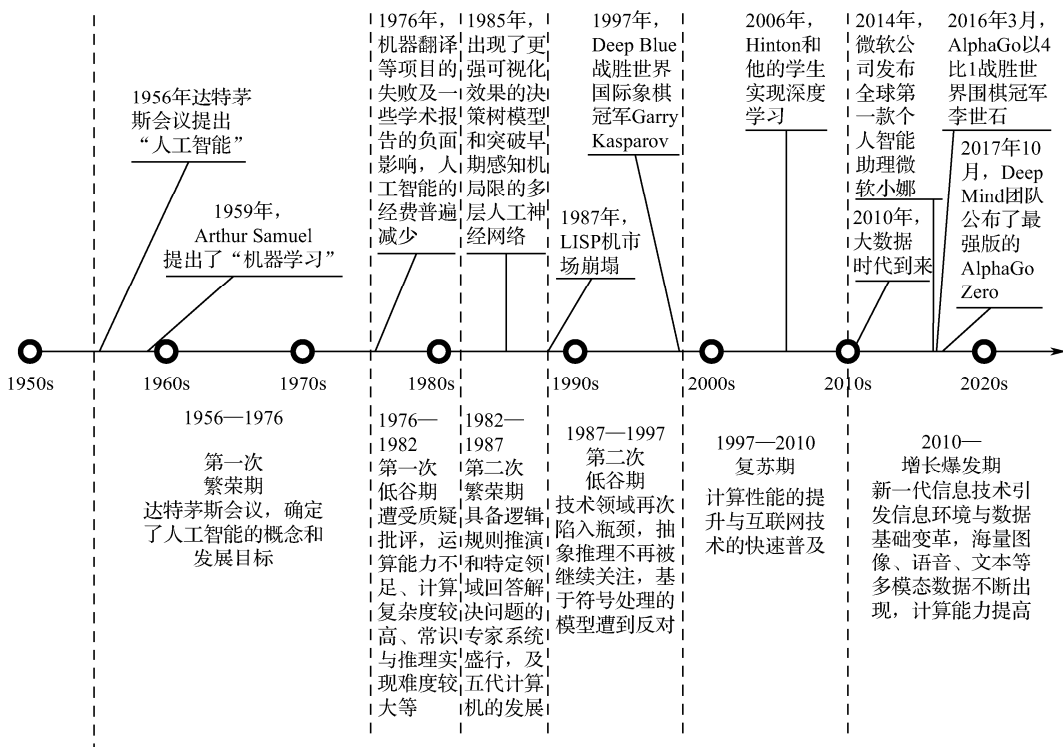 1956年达特茅
斯会议提出
“人工智能”
1959年，
Arthur Samuel
提出了“机器学习”
1976年，
机器翻译
等项目的
失败及一
些学术报
告的负面
影响，人
工智能的
经费普遍
减少
1985年，
出现了更
强可视化
效果的决
策树模型
和突破早
期感知机
局限的多
层人工神
经网络
1987年，
LISP机市
场崩塌
1997年，
Deep Blue
战胜世界
国际象棋
冠军Garry
Kasparov
2006年，
Hinton和
他的学生
实现深度
学习
2014年，
微软公
司发布
全球第
一款个
人智能
助理微
软小娜
2010年，
大数据
时代到来
2016年3月，
AlphaGo以4
比1战胜世
界围棋冠军
李世石
2017年10
月，Deep
Mind团队
公布了最
强版的
AlphaGo
Zero
1950s
1960s
1970s
1980s
1990s
2000s
2010s
2020s
1956—1976
第一次
繁荣期
达特茅斯会议，确定
了人工智能的概念和
发展目标
1976—
1982
第一次
低谷期
遭受质疑
批评，运
算能力不
足、计算
复杂度较
高、常识
与推理实
现难度较
大等
1982—
1987
第二次
繁荣期
具备逻辑
规则推演
和特定领
域回答解
决问题的
专家系统
盛行，及
五代计算
机的发展
1987—1997
第二次
低谷期
技术领域再次
陷入瓶颈，抽
象推理不再被
继续关注，基
于符号处理的
模型遭到反对
1997—2010
复苏期
计算性能的提
升与互联网技
术的快速普及
2010—
增长爆发期
新一代信息技术引
发信息环境与数据
基础变革，海量图
像、语音、文本等
多模态数据不断出
现，计算能力提高